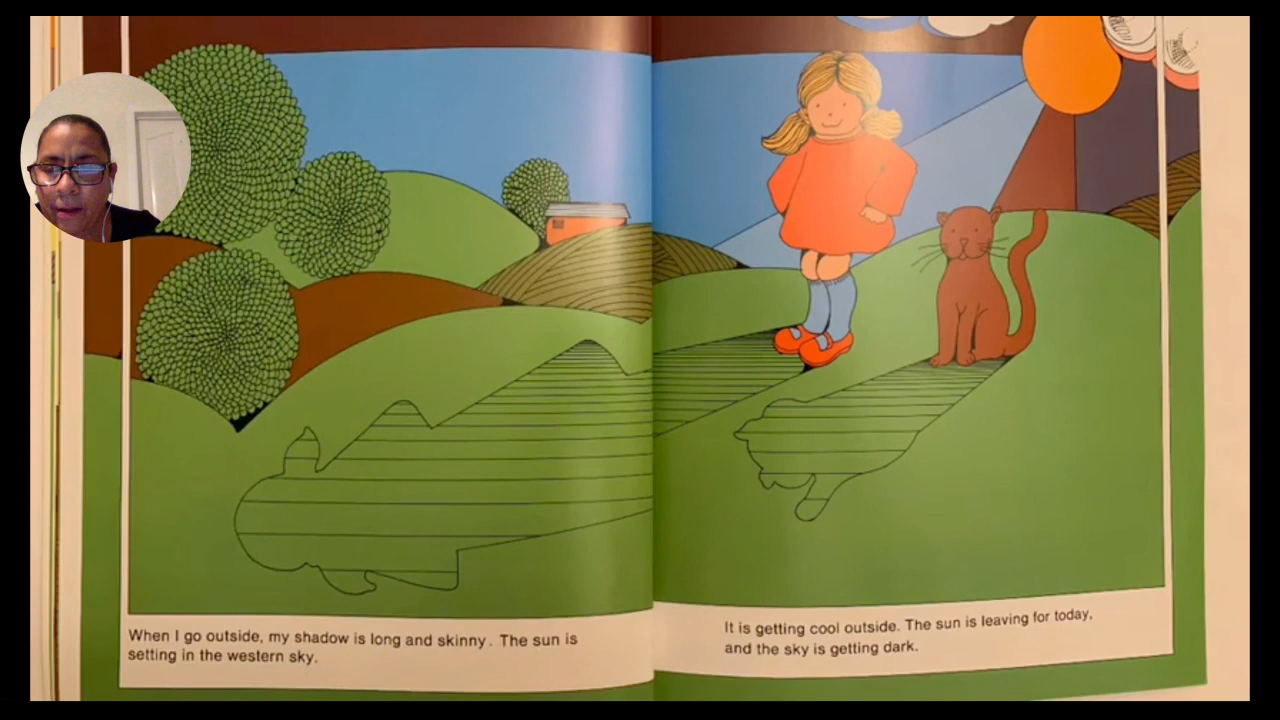 When I go outside, my shadow is long and skinny. The sun is
setting in the western sky.
It is getting cool outside. The sun is leaving for today,
and the sky is getting dark.